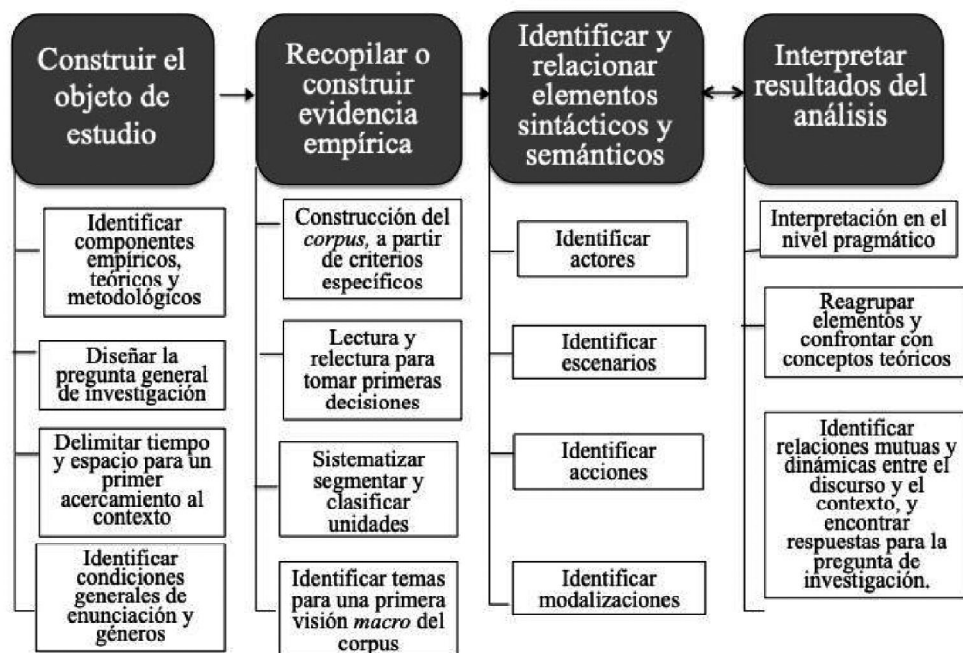 Construir el
objeto de
estudio
Identificar
componentes
empíricos,
teóricos y
metodológicos
Diseñar la
pregunta general
de investigación
Delimitar tiempo
y espacio para un
primer
acercamiento al
contexto
Identificar
condiciones
generales de
enunciación y
géneros
Recopilar o
construir
evidencia
empírica
Construcción del
corpus, a partir
de criterios
específicos
Lectura y
relectura para
tomar primeras
decisiones
Sistematizar
segmentar y
clasificar
unidades
Identificar temas
para una primera
visión macro del
corpus
Identificar y
relacionar
elementos
sintácticos y
semánticos
Identificar
actores
Identificar
escenarios
Identificar
acciones
Identificar
modalizaciones
Interpretar
resultados del
análisis
Interpretación en el
nivel pragmático
Reagrupar
elementos y
confrontar con
conceptos teóricos
Identificar
relaciones mutuas y
dinámicas entre el
discurso y el
contexto, y
encontrar
respuestas para la
pregunta de
investigación.